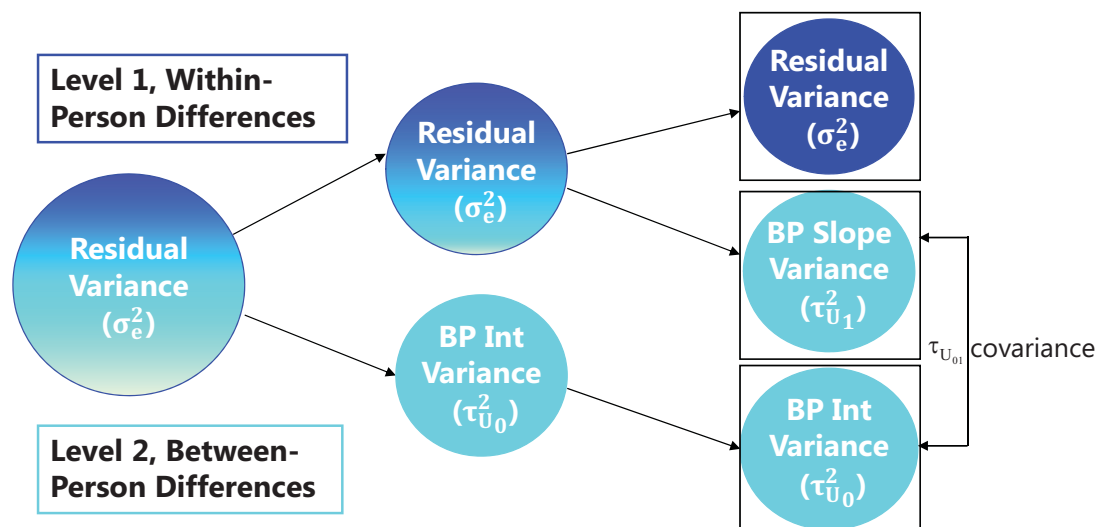 Level 1, Within-
Person Differences
Residual
Variance
(σ²ₑ)
Residual
Variance
(σ²ₑ)
BP Int
Variance
(τ²U₀)
Residual
Variance
(σ²ₑ)
BP Slope
Variance
(τ²U₁)
BP Int
Variance
(τ²U₀)
τU₀₁ covariance
Level 2, Between-
Person Differences